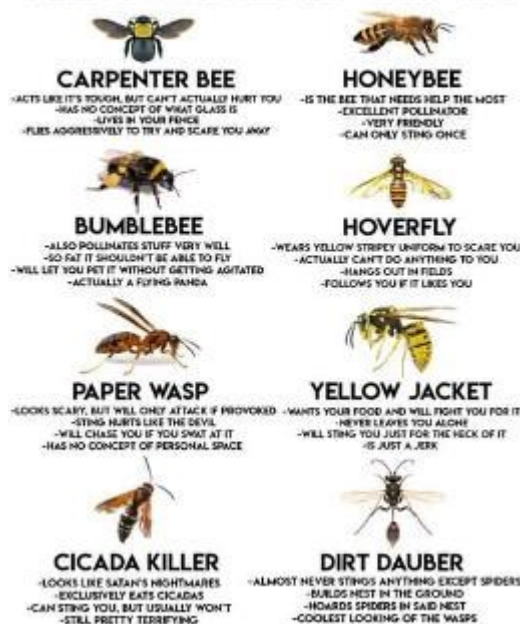 CARPENTER BEE
-ACTS LIKE IT'S TOUGH, BUT CAN'T ACTUALLY HURT YOU
-HAS NO CONCEPT OF WHAT GLASS IS
-LIVES IN YOUR FENCE
-FLIES AGGRESSIVELY TO TRY AND SCARE YOU AWAY
HONEYBEE
-IS THE BEE THAT NEEDS HELP THE MOST
-EXCELLENT POLLINATOR
-VERY FRIENDLY
-CAN ONLY STING ONCE
BUMBLEBEE
-ALSO POLLINATES STUFF VERY WELL
-SO FAT IT SHOULDN'T BE ABLE TO FLY
-WILL LET YOU PET IT WITHOUT GETTING AGITATED
-ACTUALLY A FLYING PANDA
HOVERFLY
-WEARS YELLOW STRIPEY UNIFORM TO SCARE YOU
-ACTUALLY CAN'T DO ANYTHING TO YOU
-HANGS OUT IN FIELDS
-FOLLOWS YOU IF IT LIKES YOU
PAPER WASP
-LOOKS SCARY, BUT WILL ONLY ATTACK IF PROVOKED
-STING HURTS LIKE THE DEVIL
-WILL CHASE YOU IF YOU SWAT AT IT
-HAS NO CONCEPT OF PERSONAL SPACE
YELLOW JACKET
-WANTS YOUR FOOD AND WILL FIGHT YOU FOR IT
-NEVER LEAVES YOU ALONE
-WILL STING YOU JUST FOR THE HECK OF IT
-IS JUST A JERK
CICADA KILLER
-LOOKS LIKE SATAN'S NIGHTMARES
-EXCLUSIVELY EATS CICADAS
-CAN STING YOU, BUT USUALLY WON'T
-STILL PRETTY TERRIFYING
DIRT DAUBER
-ALMOST NEVER STINGS ANYTHING EXCEPT SPIDERS
-BUILDS NEST IN THE GROUND
-HOARDS SPIDERS IN SAID NEST
-COOLEST LOOKING OF THE WASPS